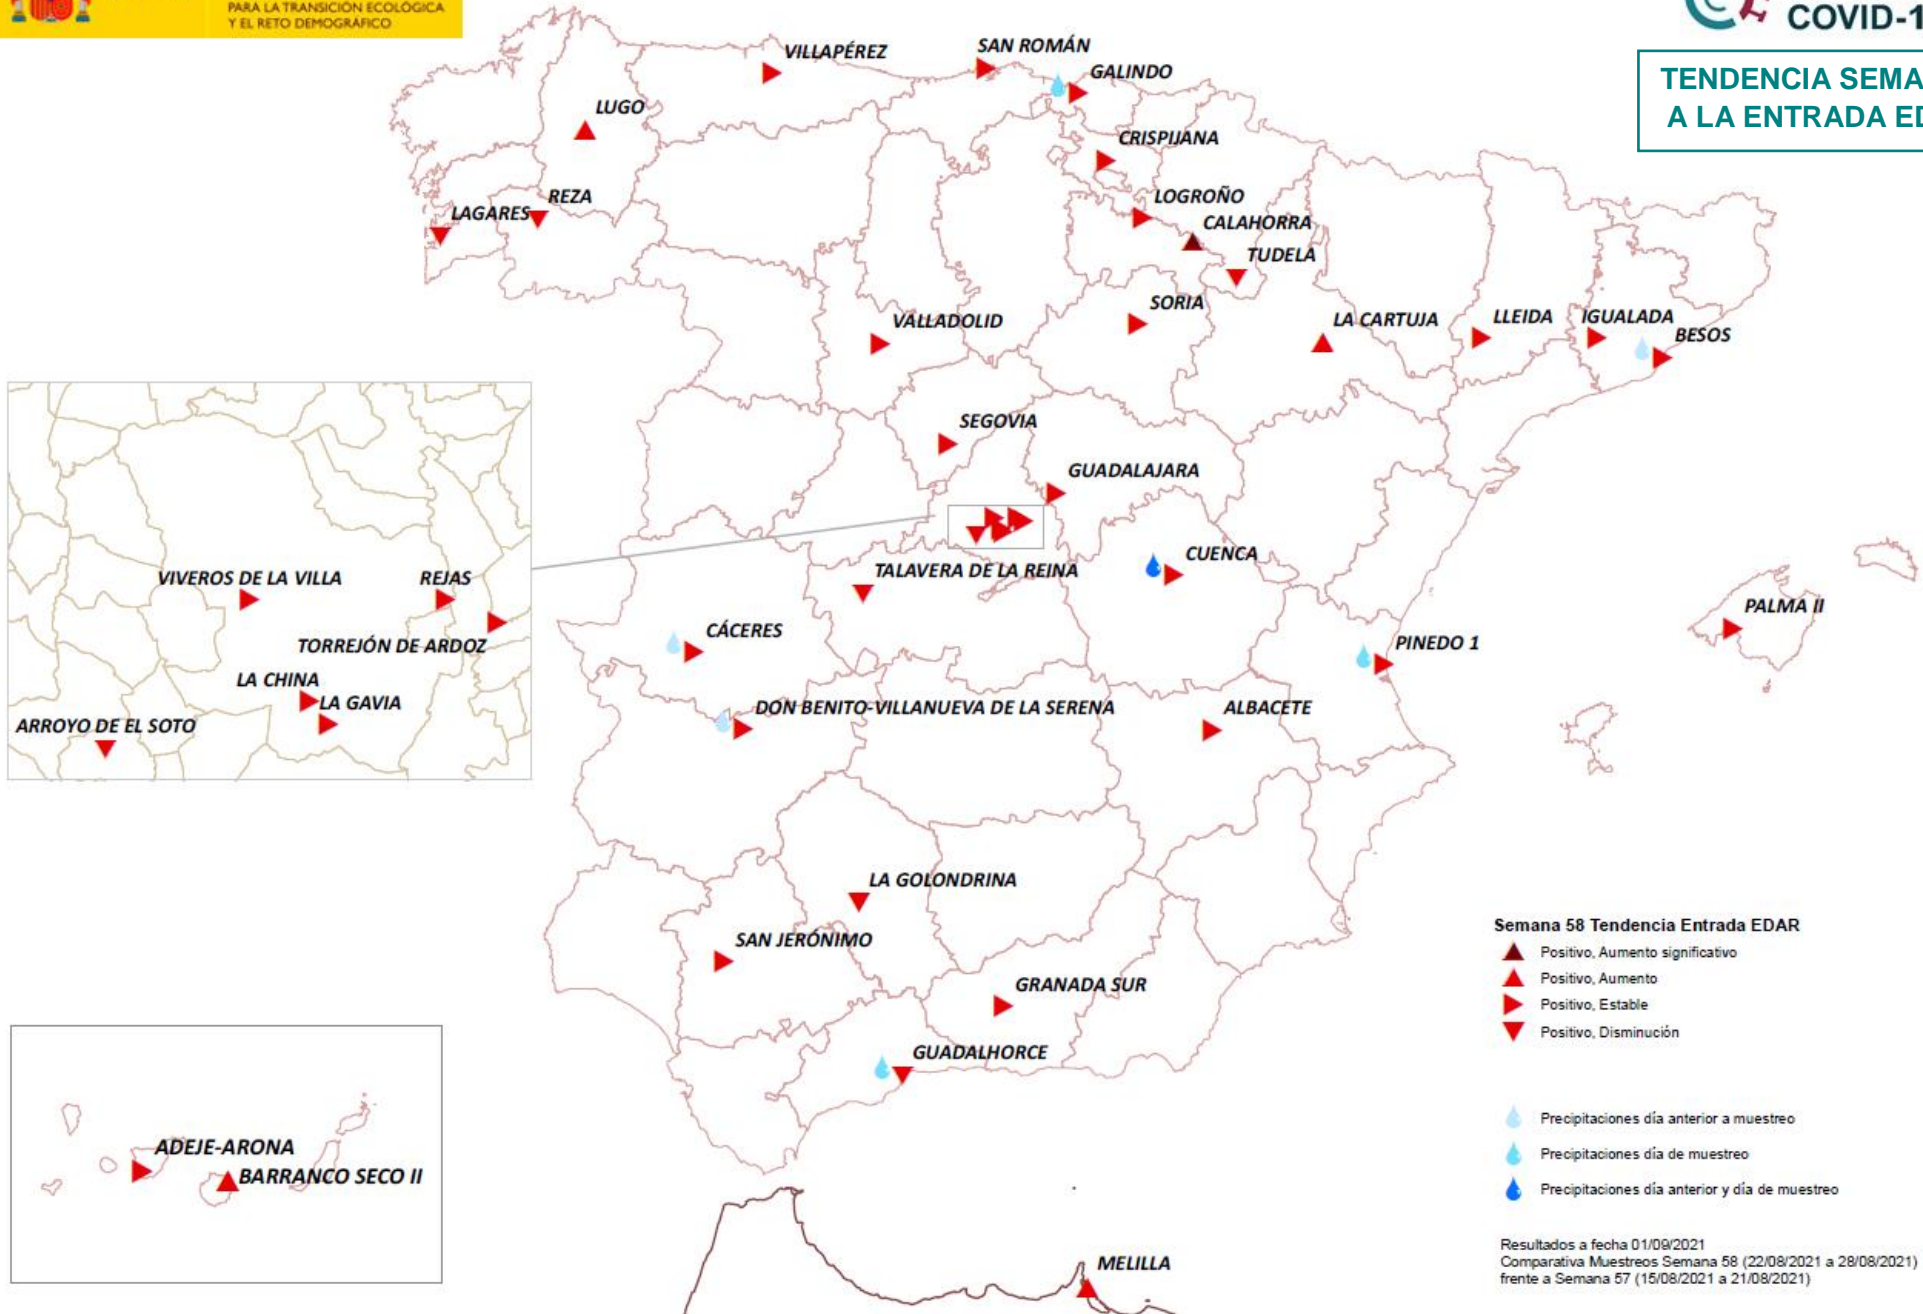 PARA LA TRANSICIÓN ECOLÓGICA
Y EL RETO DEMOGRÁFICO
COVID-1
TENDENCIA SEMA
A LA ENTRADA ED
VILLAPÉREZ
SAN ROMÁN
GALINDO
LUGO
CRISPIJANA
REZA
LAGARES
LOGROÑO
CALAHORRA
TUDELA
SORIA
VALLADOLID
LA CARTUJA
LLEIDA
IGUALADA
BESOS
SEGOVIA
GUADALAJARA
CUENCA
TALAVERA DE LA REINA
VIVEROS DE LA VILLA
REJAS
TORREJÓN DE ARDOZ
LA CHINA
LA GAVIA
ARROYO DE EL SOTO
PALMA II
CÁCERES
PINEDO 1
DON BENITO-VILLANUEVA DE LA SERENA
ALBACETE
LA GOLONDRINA
SAN JERÓNIMO
GRANADA SUR
GUADALHORCE
ADEJE-ARONA
BARRANCO SECO II
MELILLA
Semana 58 Tendencia Entrada EDAR
Positivo, Aumento significativo
Positivo, Aumento
Positivo, Estable
Positivo, Disminución
Precipitaciones día anterior a muestreo
Precipitaciones día de muestreo
Precipitaciones día anterior y día de muestreo
Resultados a fecha 01/09/2021
Comparativa Muestreos Semana 58 (22/08/2021 a 28/08/2021)
frente a Semana 57 (15/08/2021 a 21/08/2021)